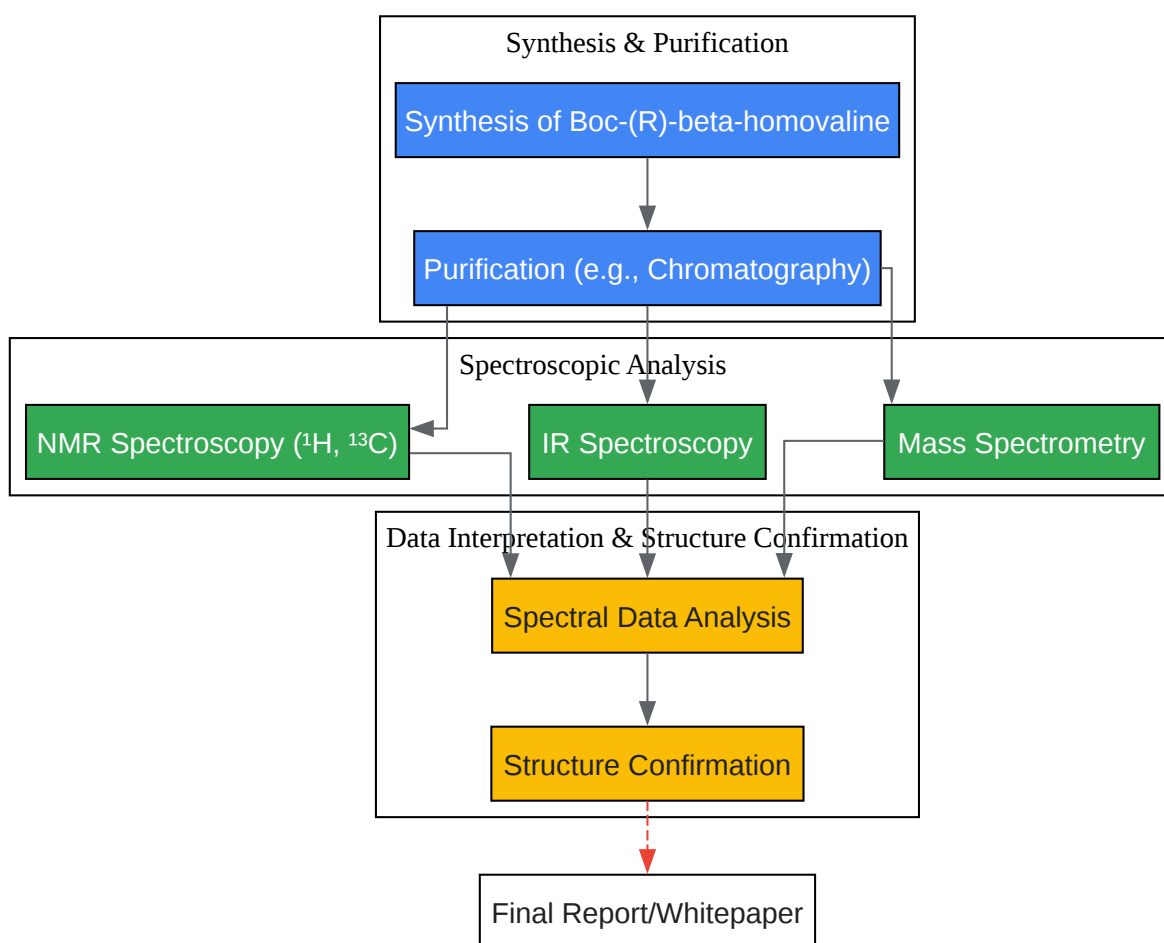 Synthesis & Purification
Synthesis of Boc-(R)-beta-homovaline
Purification (e.g., Chromatography)
Spectroscopic Analysis
NMR Spectroscopy (¹H, ¹³C)
IR Spectroscopy
Mass Spectrometry
Data Interpretation & Structure Confirmation
Spectral Data Analysis
Structure Confirmation
Final Report/Whitepaper